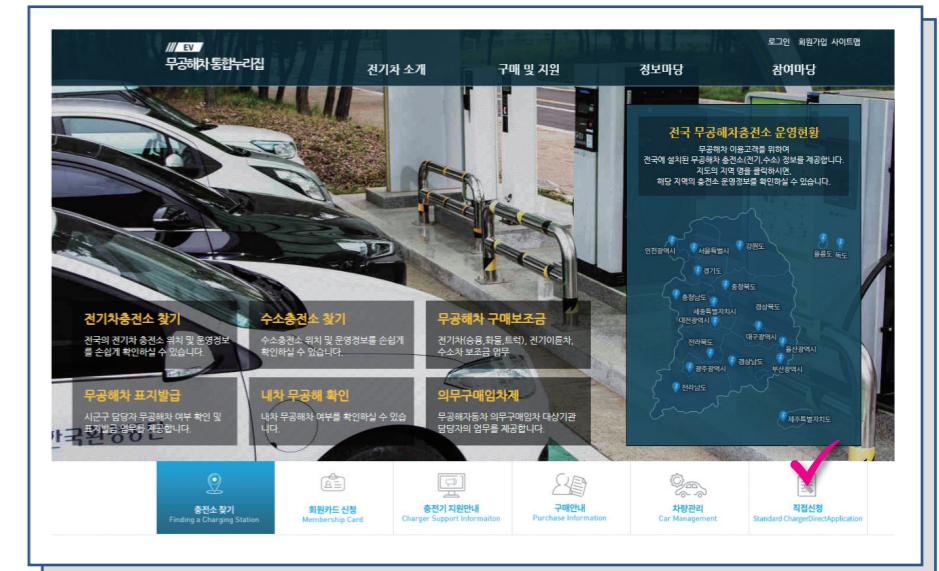 로그인 회원가입 사이트맵
EV
무공해차 통합누리집
전기차 소개 구매 및 지원 정보마당 참여마당
전국 무공해차충전소 운영현황
무공해차 이용고객를 위하여
전국에 설치된 무공해차 충전소(전기,수소) 정보를 제공합니다.
지도의 지역 명을 클릭하시면,
해당 지역의 충전소 운영정보를 확인하실 수 있습니다.
인천광역시
서울특별시
강원도
울릉도
독도
경기도
충청북도
충청남도
세종특별자치시
경상북도
대전광역시
대구광역시
전라북도
울산광역시
광주광역시
경상남도
부산광역시
전라남도
제주특별자치도
전기차충전소 찾기
전국의 전기차 충전소 위치 및 운영정보
를 손쉽게 확인하실 수 있습니다.
수소충전소 찾기
수소충전소 위치 및 운영정보를 손쉽게
확인하실 수 있습니다.
무공해차 구매보조금
전기차(승용,화물,트럭), 전기이륜차,
수소차 보조금 업무
무공해차 표지발급
시군구 담당자 무공해차 여부 확인 및
표지발급 업무를 제공합니다.
내차 무공해 확인
내차 무공해차 여부를 확인하실 수 있습
니다.
의무구매임차제
무공해자동차 의무구매임차 대상기관
담당자의 업무를 제공합니다.
충전소 찾기
Finding a Charging Station
회원카드 신청
Membership Card
충전기 지원안내
Charger Support Informaiton
구매안내
Purchase Information
차량관리
Car Management
직접신청
Standard ChargerDirectApplication